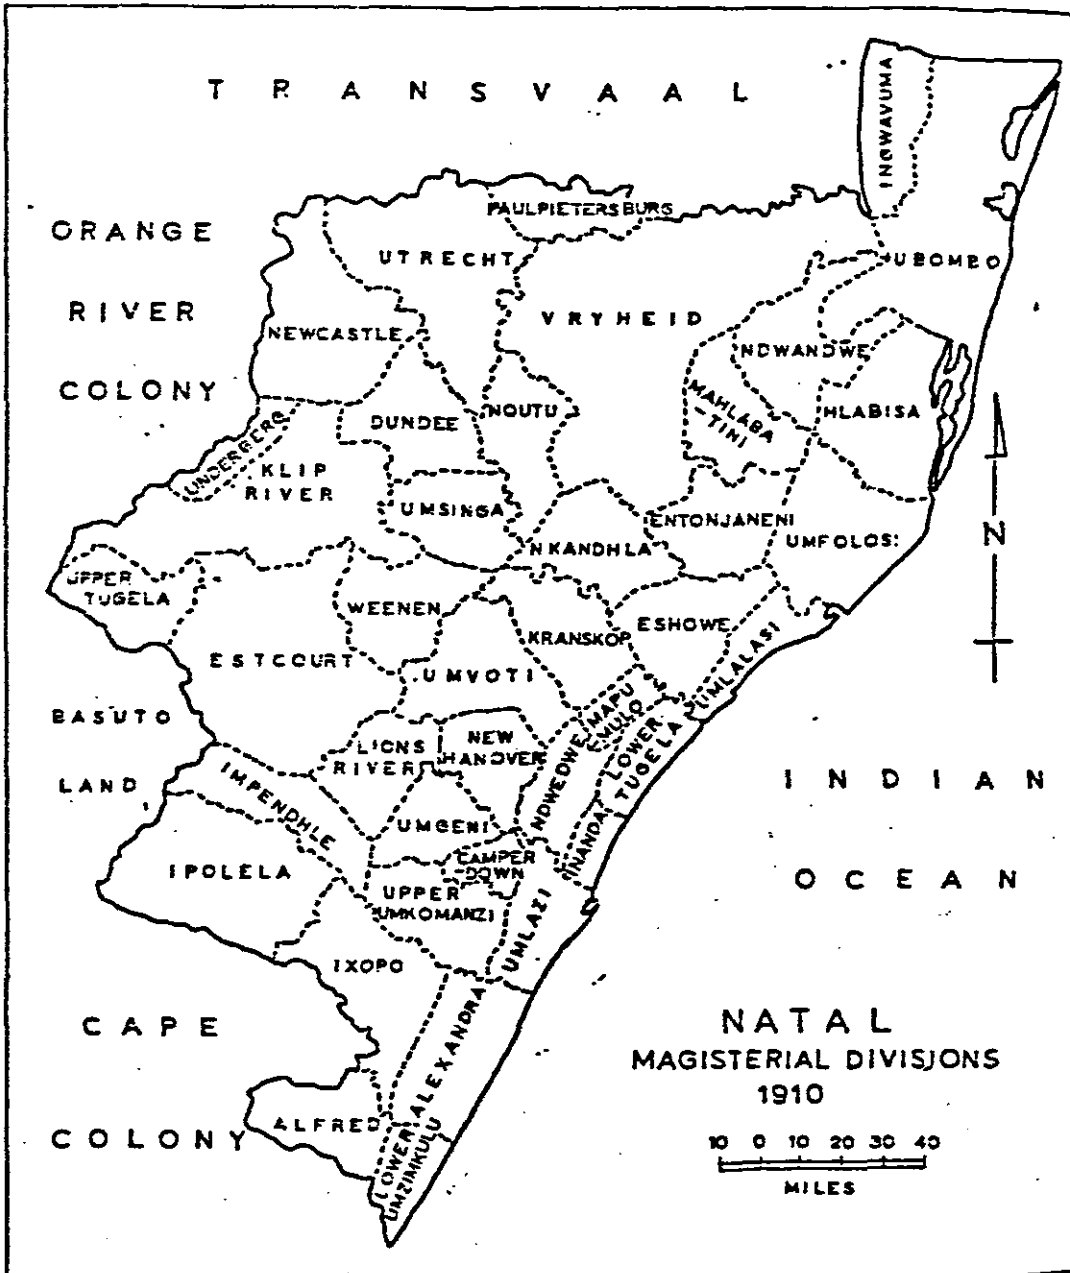 TRANSVAAL
INGWAVUMA
PAULPIETERSBURG
ORANGE
RIVER
COLONY
UTRECHT
UBOMBO
VRYHEID
NEWCASTLE
NDWANDWE
MAHLABA
-TINI
HLABISA
NQUTU
DUNDEE
UNDERBERG
KLIP
RIVER
UMSINGA
ENTONJANENI
N
NKANDHLA
UMFOLOSI
UPPER
TUGELA
WEENEN
ESHOWE
KRANSKOP
ESTCOURT
UMVOTI
UMLALASI
MAPU
EMULO
BASUTO
LAND
LIONS
RIVER
NEW
HANOVER
NDWEDWE
LOWER
TUGELA
INDIAN
OCEAN
IMPENDHLE
UMGENI
INANDA
CAMPER
DOWN
IPOLELA
UPPER
UMKOMANZI
UMLAZI
IXOPO
ALEXANDRA
CAPE
COLONY
ALFRED
LOWER
UMZIMKULU
NATAL
MAGISTERIAL DIVISIONS
1910
10 0 10 20 30 40
MILES